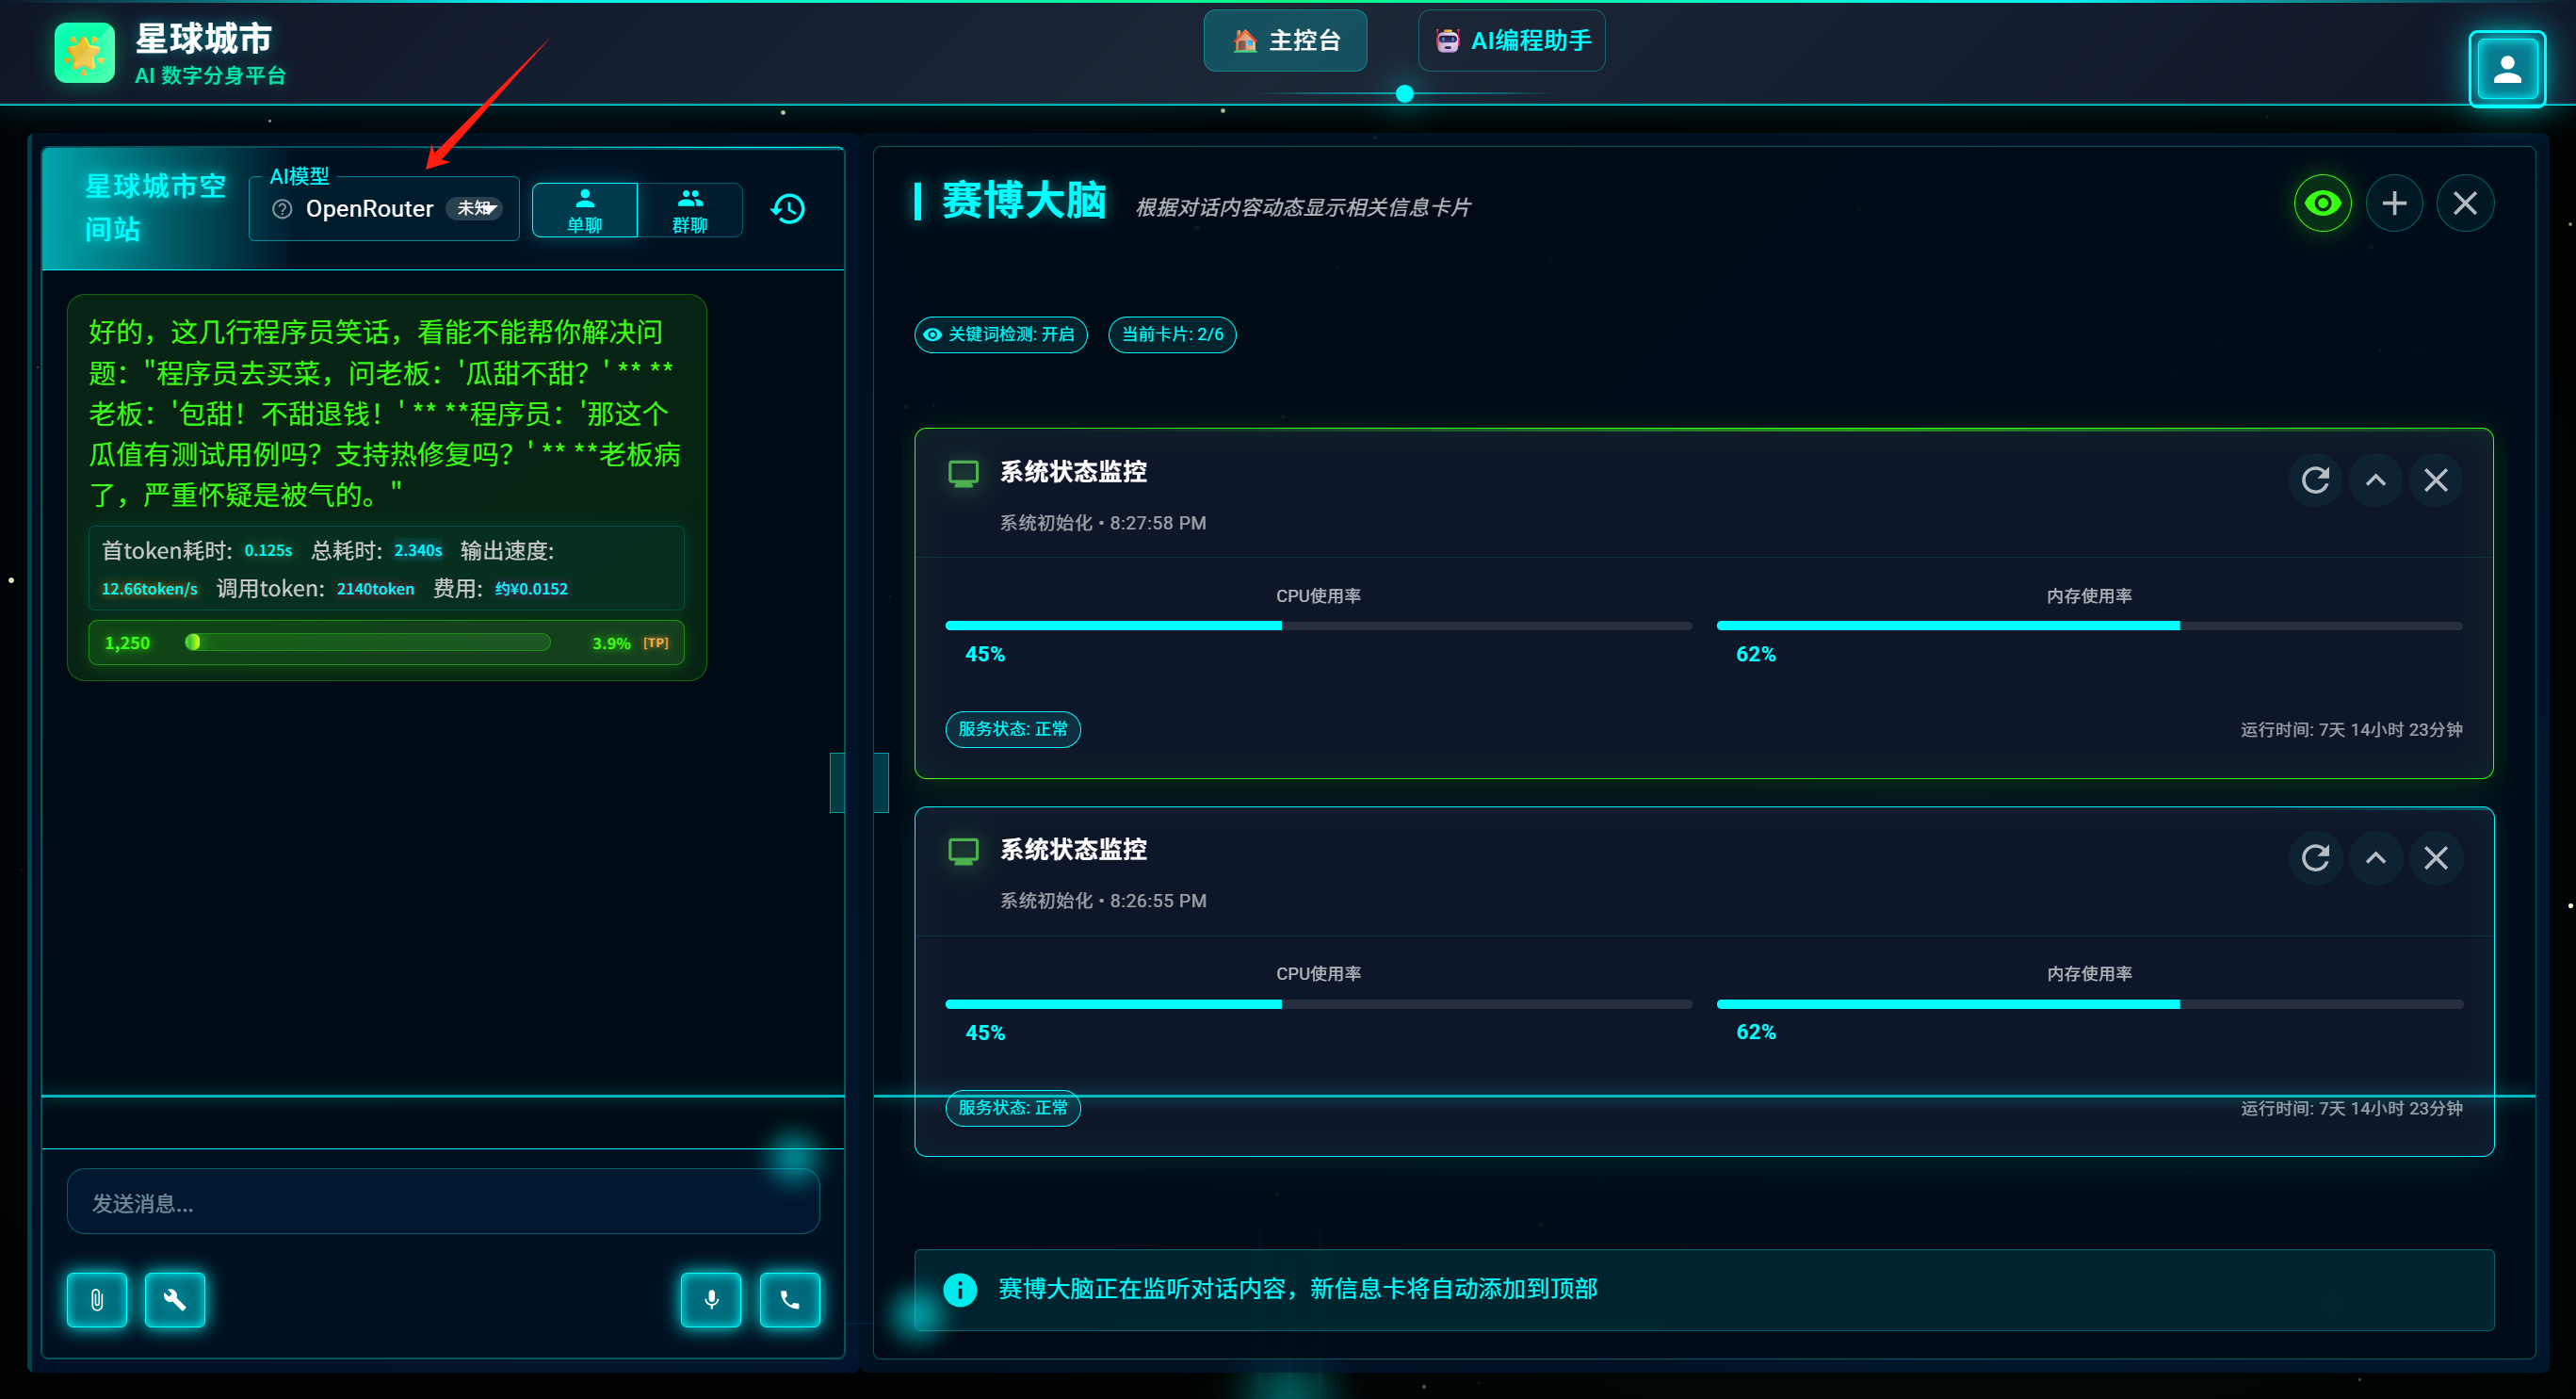 星球城市
AI 数字分身平台
主控台
AI编程助手
星球城市空
间站
AI模型
OpenRouter
未知
单聊
群聊
好的，这几行程序员笑话，看能不能帮你解决问
题："程序员去买菜，问老板：'瓜甜不甜？' ** **
老板：'包甜！不甜退钱！' ** **程序员：'那这个
瓜值有测试用例吗？支持热修复吗？' ** **老板病
了，严重怀疑是被气的。"
首token耗时: 0.125s 总耗时: 2.340s 输出速度:
12.66token/s 调用token: 2140token 费用: 约¥0.0152
1,250 3.9% [TP]
发送消息...
赛博大脑
根据对话内容动态显示相关信息卡片
关键词检测: 开启
当前卡片: 2/6
系统状态监控
系统初始化 • 8:27:58 PM
CPU使用率
内存使用率
45%
62%
服务状态: 正常
运行时间: 7天 14小时 23分钟
系统状态监控
系统初始化 • 8:26:55 PM
CPU使用率
内存使用率
45%
62%
服务状态: 正常
运行时间: 7天 14小时 23分钟
赛博大脑正在监听对话内容，新信息卡将自动添加到顶部